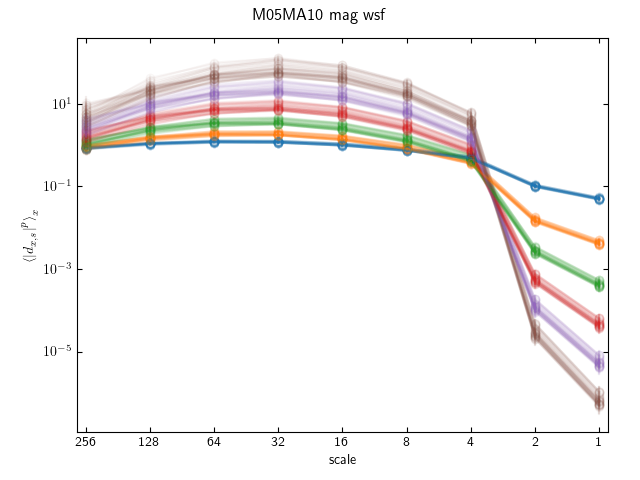 M05MA10 mag wsf
⟨|d_{x,s}|^p⟩_x
10^1
10^{-1}
10^{-3}
10^{-5}
256 128 64 32 16 8 4 2 1
scale